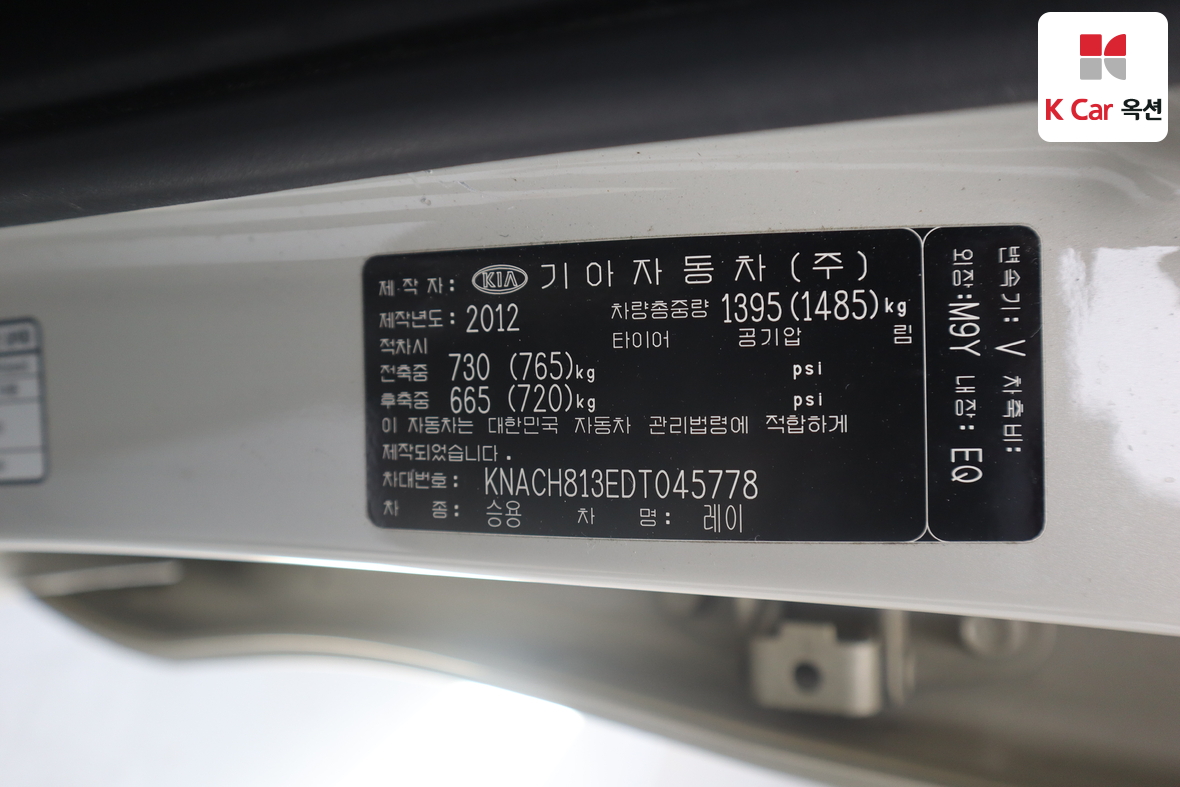 K Car 옥션
제 작 자: KIA 기 아 자 동 차 (주)
제작년도: 2012 차량총중량 1395(1485)kg
적차시 타이어 공기압 림
전축중 730 (765)kg psi
후축중 665 (720)kg psi
이 자동차는 대한민국 자동차 관리법령에 적합하게
제작되었습니다.
차대번호: KNACH813EDT045778
차 종: 승용 차 명: 레이
변속기: V 차축비:
외장:M9Y 내장: EQ